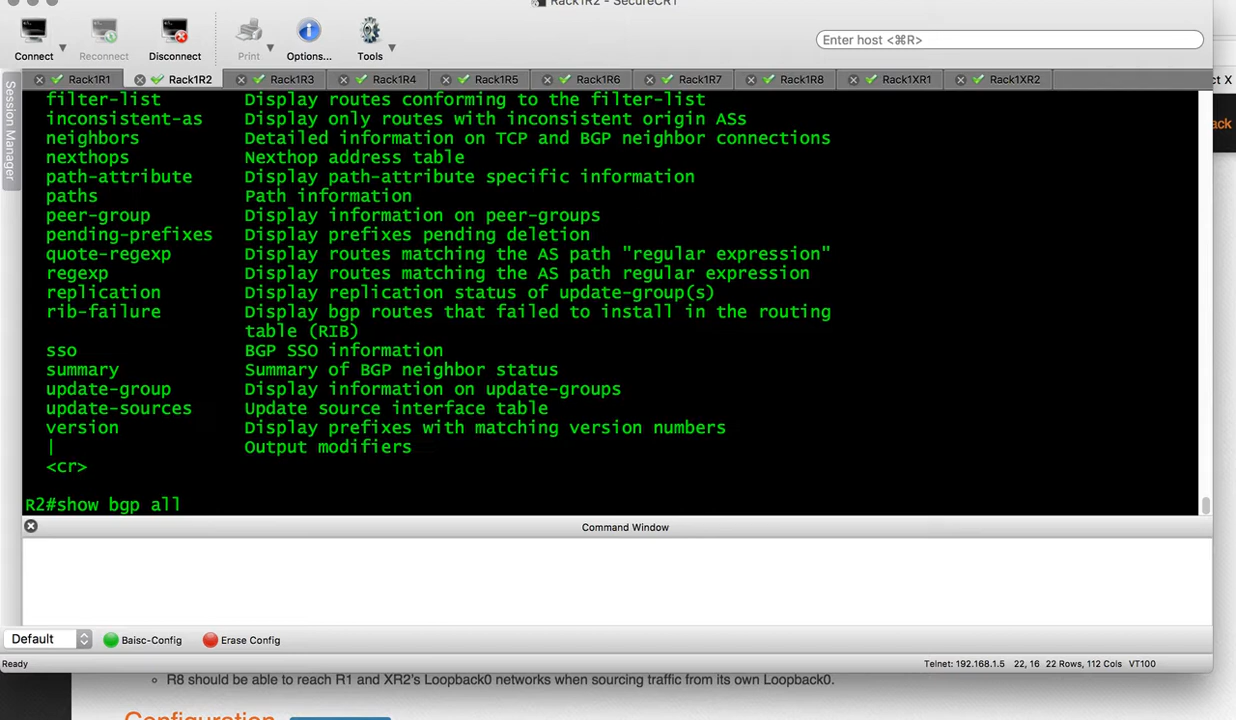 Rack1R2 - SecureCRT
Connect
Reconnect
Disconnect
Print
Options...
Tools
Enter host <⌘R>
Session Manager
Rack1R1
Rack1R2
Rack1R3
Rack1R4
Rack1R5
Rack1R6
Rack1R7
Rack1R8
Rack1XR1
Rack1XR2
ct X
ack
filter-list Display routes conforming to the filter-list
inconsistent-as Display only routes with inconsistent origin ASs
neighbors Detailed information on TCP and BGP neighbor connections
nexthops Nexthop address table
path-attribute Display path-attribute specific information
paths Path information
peer-group Display information on peer-groups
pending-prefixes Display prefixes pending deletion
quote-regexp Display routes matching the AS path "regular expression"
regexp Display routes matching the AS path regular expression
replication Display replication status of update-group(s)
rib-failure Display bgp routes that failed to install in the routing
table (RIB)
sso BGP SSO information
summary Summary of BGP neighbor status
update-group Display information on update-groups
update-sources Update source interface table
version Display prefixes with matching version numbers
| Output modifiers
<cr>
R2#show bgp all
Command Window
Default
Baisc-Config
Erase Config
Ready
Telnet: 192.168.1.5 22, 16 22 Rows, 112 Cols VT100
R8 should be able to reach R1 and XR2's Loopback0 networks when sourcing traffic from its own Loopback0.
Configuration